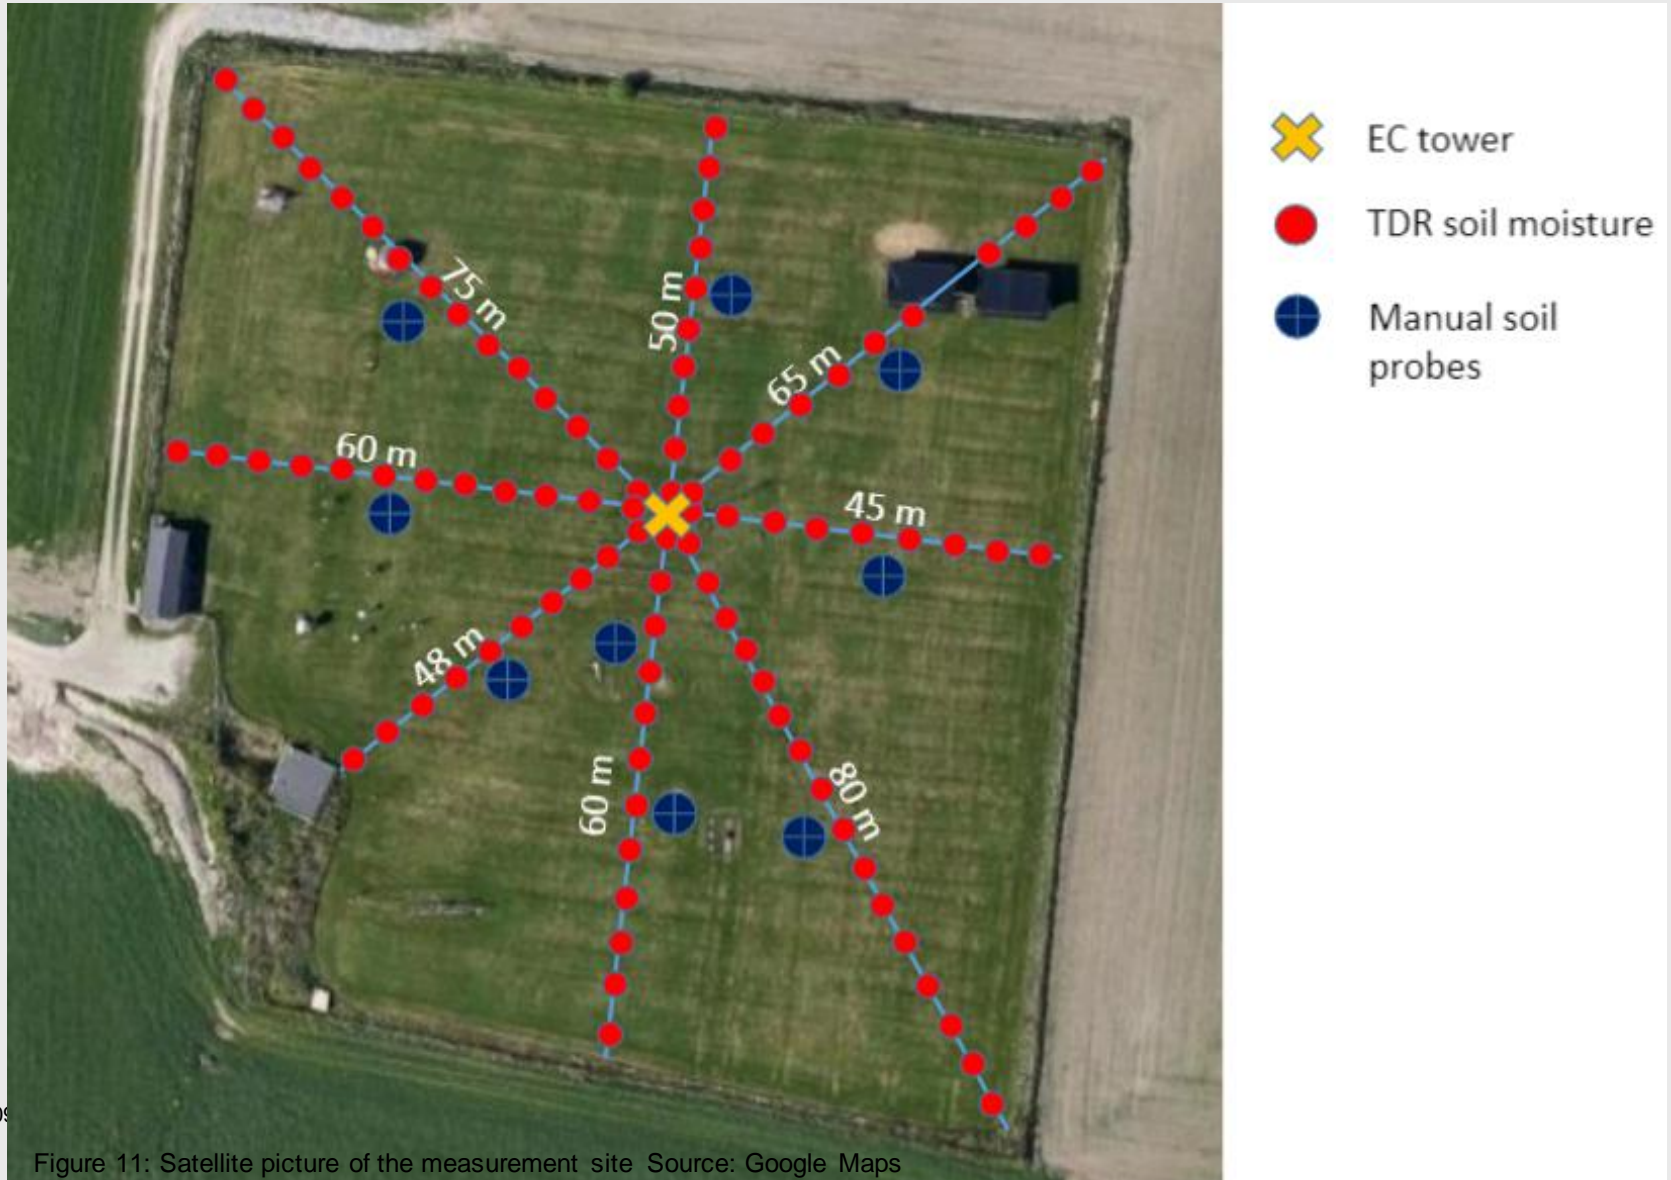 EC tower
TDR soil moisture
Manual soil
probes
75 m
50 m
65 m
60 m
45 m
48 m
60 m
80 m
Figure 11: Satellite picture of the measurement site Source: Google Maps